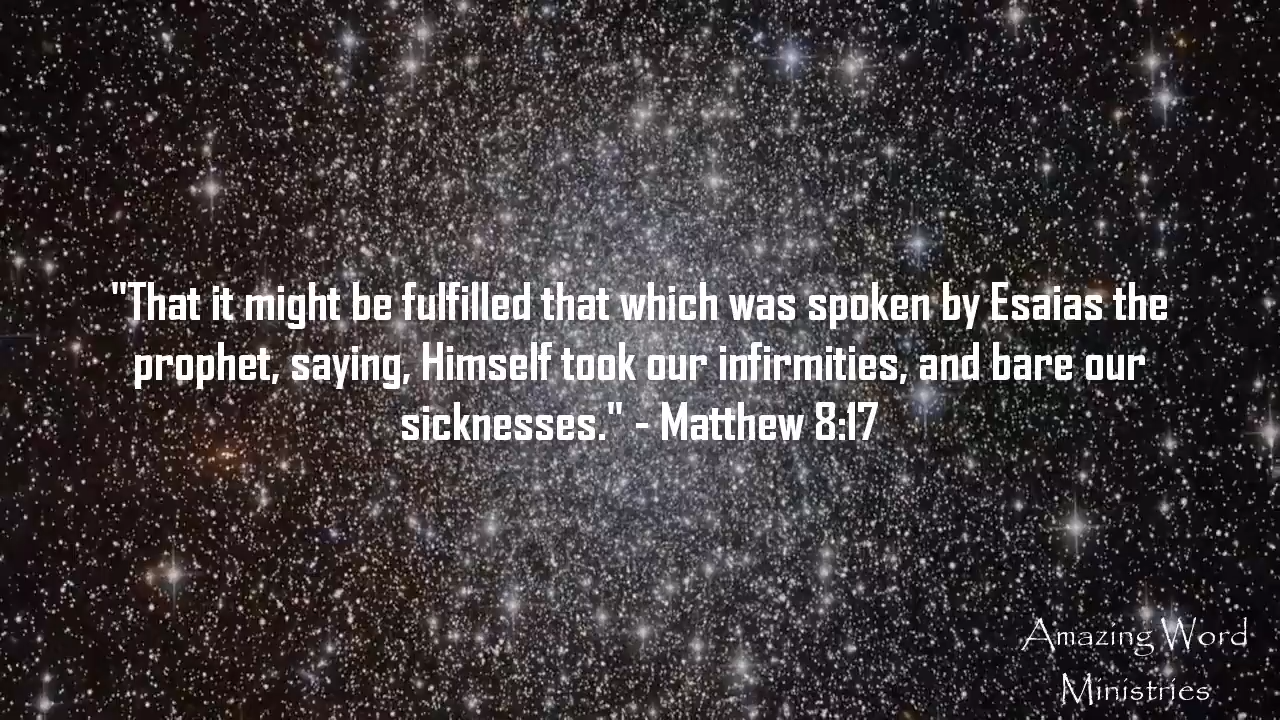 "That it might be fulfilled that which was spoken by Esaias the
prophet, saying, Himself took our infirmities, and bare our
sicknesses." - Matthew 8:17
Amazing Word
Ministries